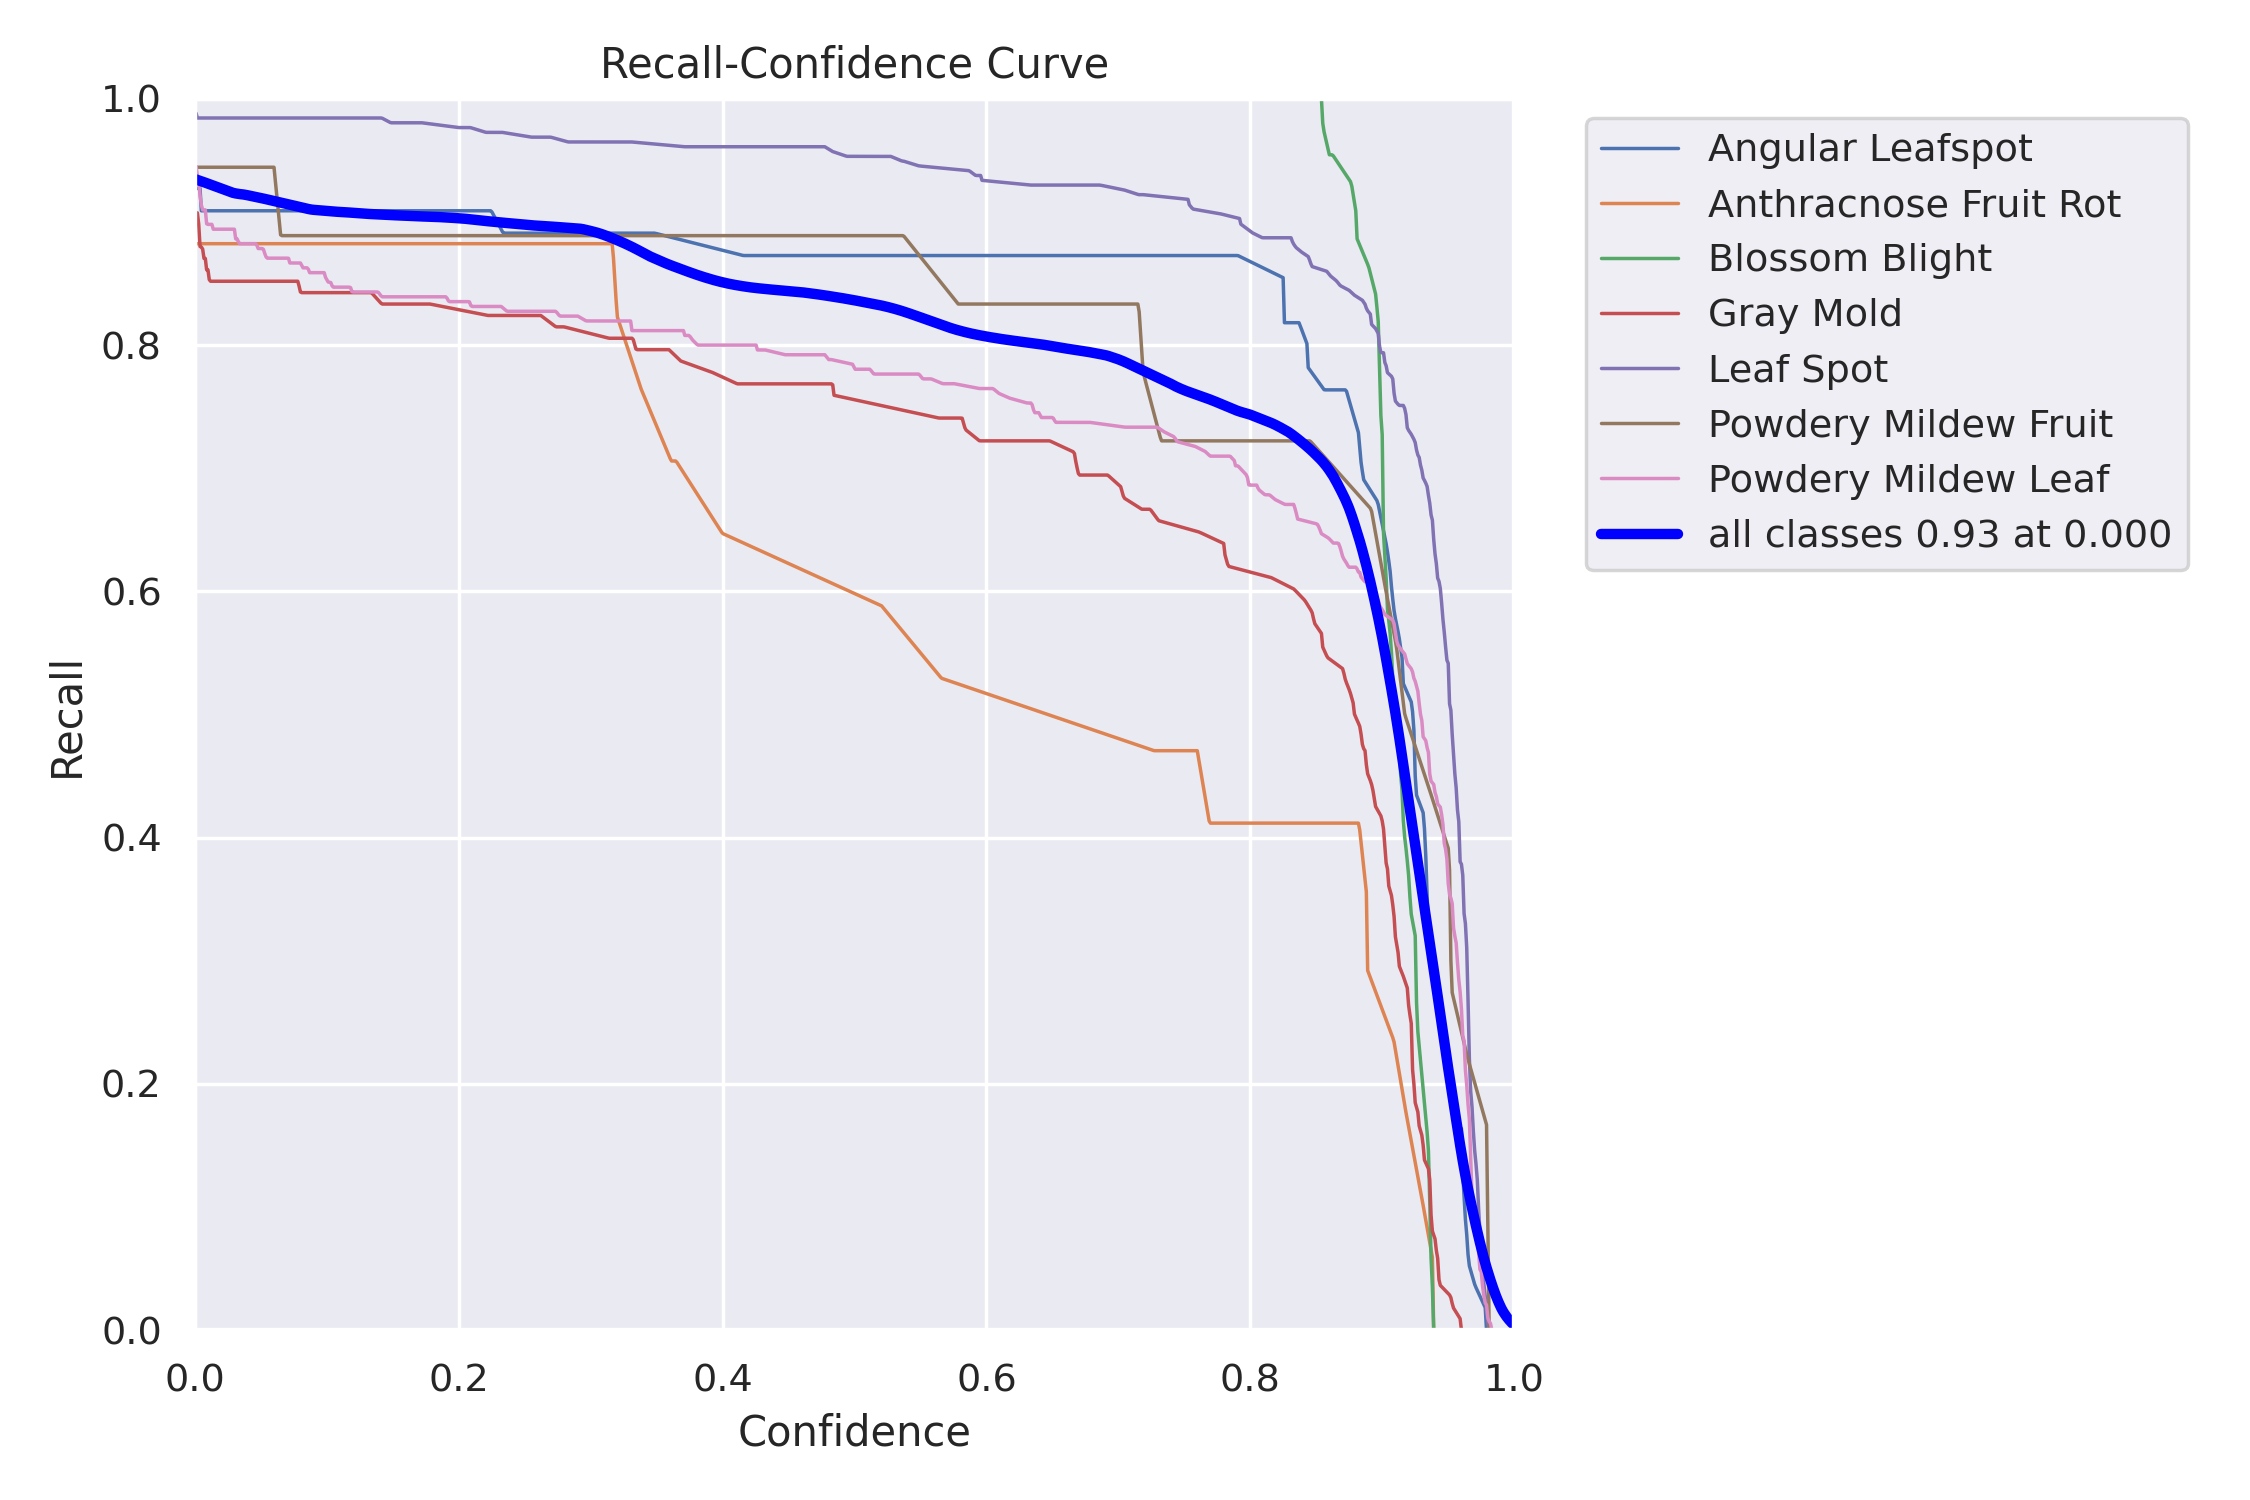 Recall-Confidence Curve
1.0
0.8
0.6
0.4
0.2
0.0
Recall
0.0 0.2 0.4 0.6 0.8 1.0
Confidence
Angular Leafspot
Anthracnose Fruit Rot
Blossom Blight
Gray Mold
Leaf Spot
Powdery Mildew Fruit
Powdery Mildew Leaf
all classes 0.93 at 0.000